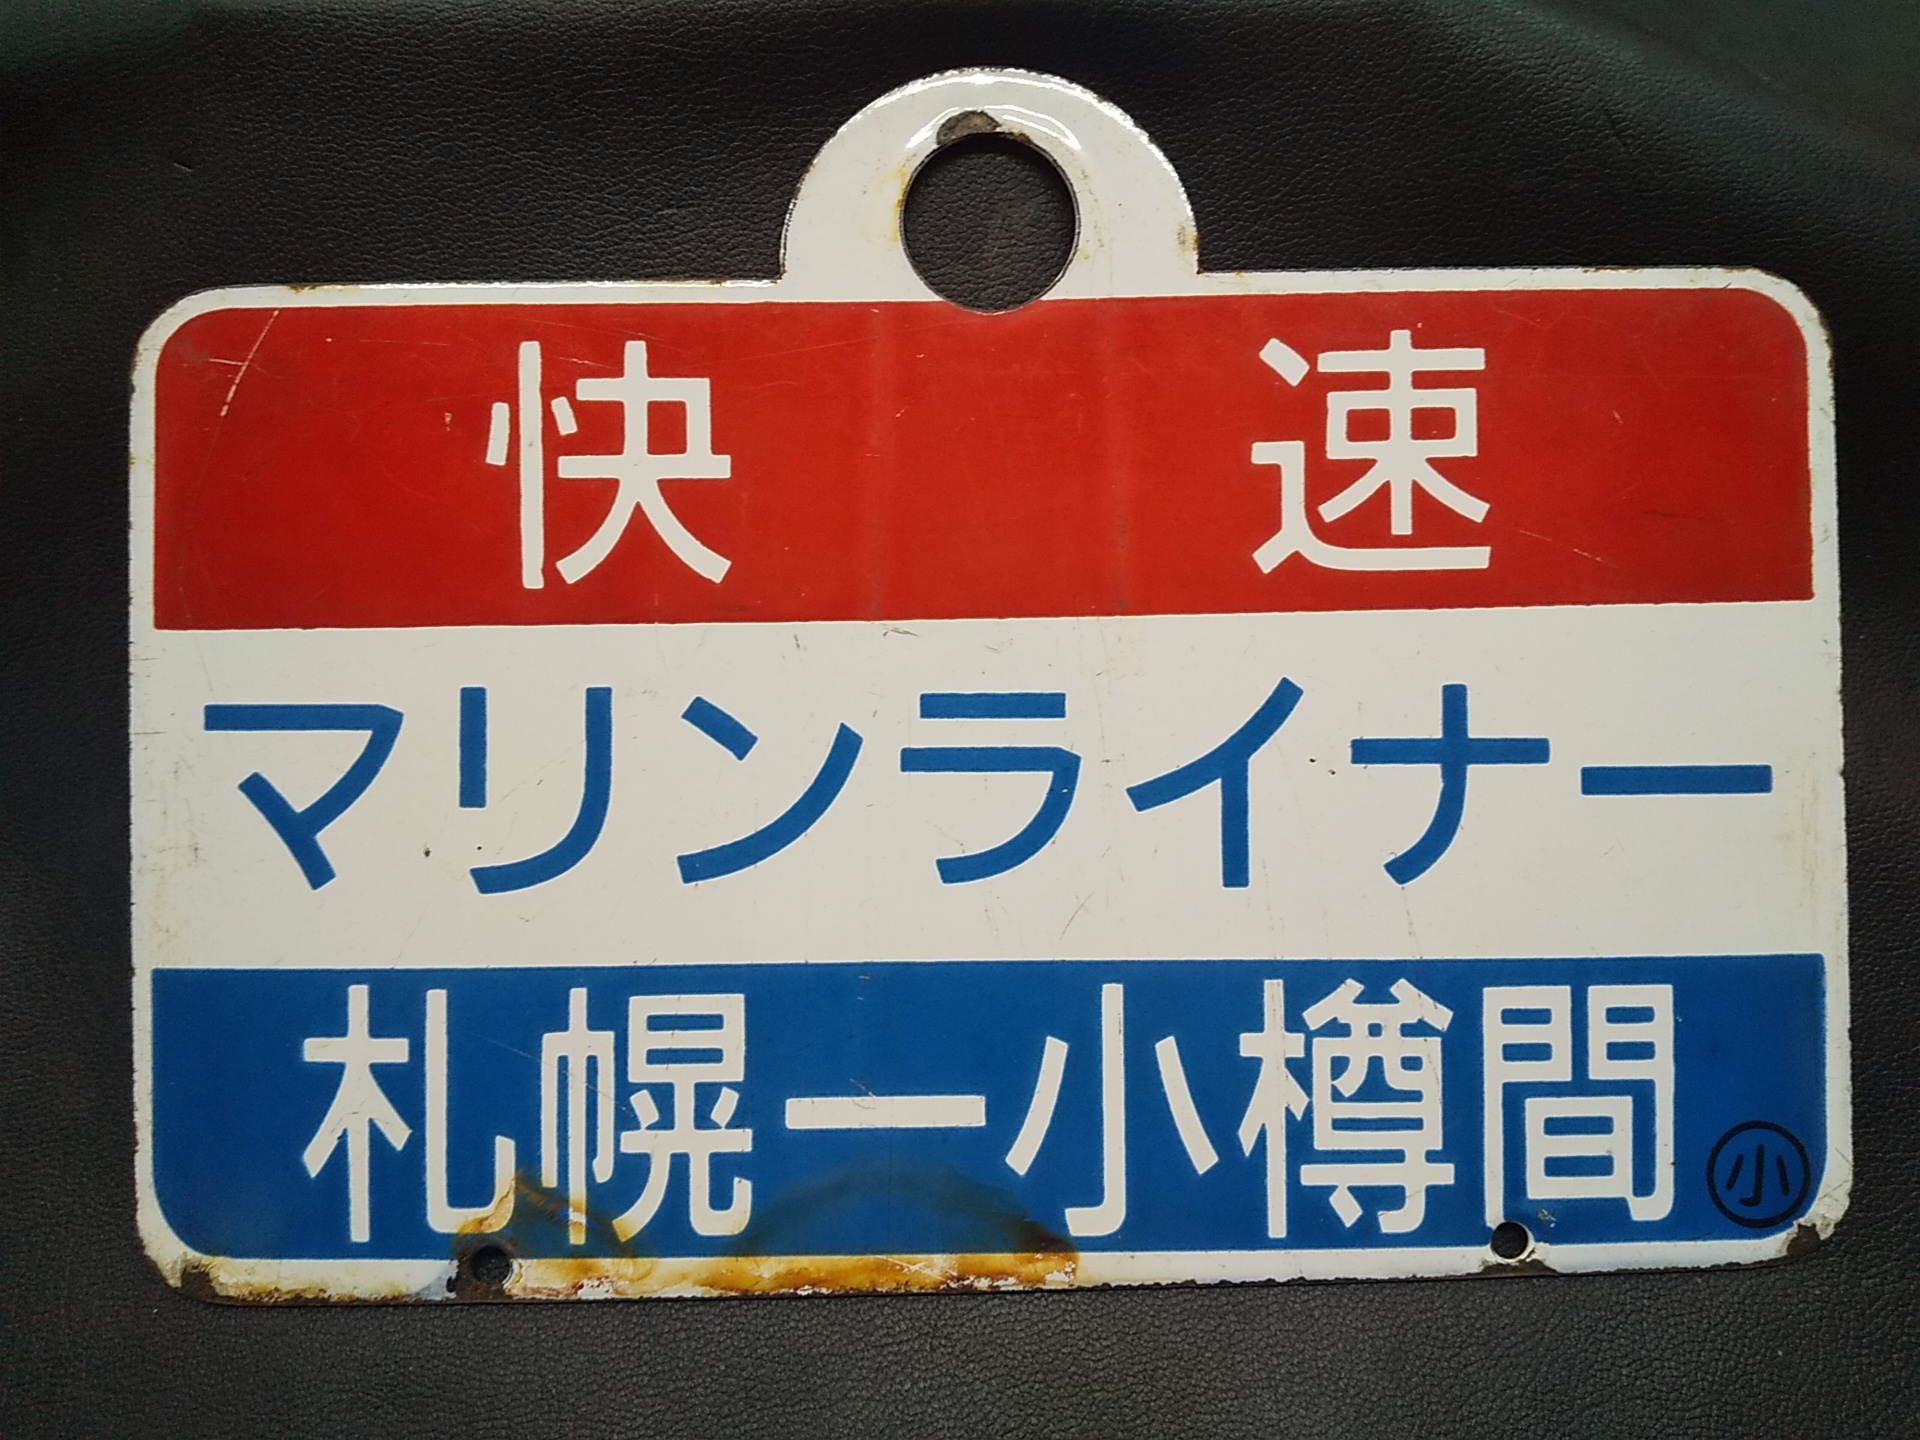 快速
マリンライナー
札幌ー小樽間
小